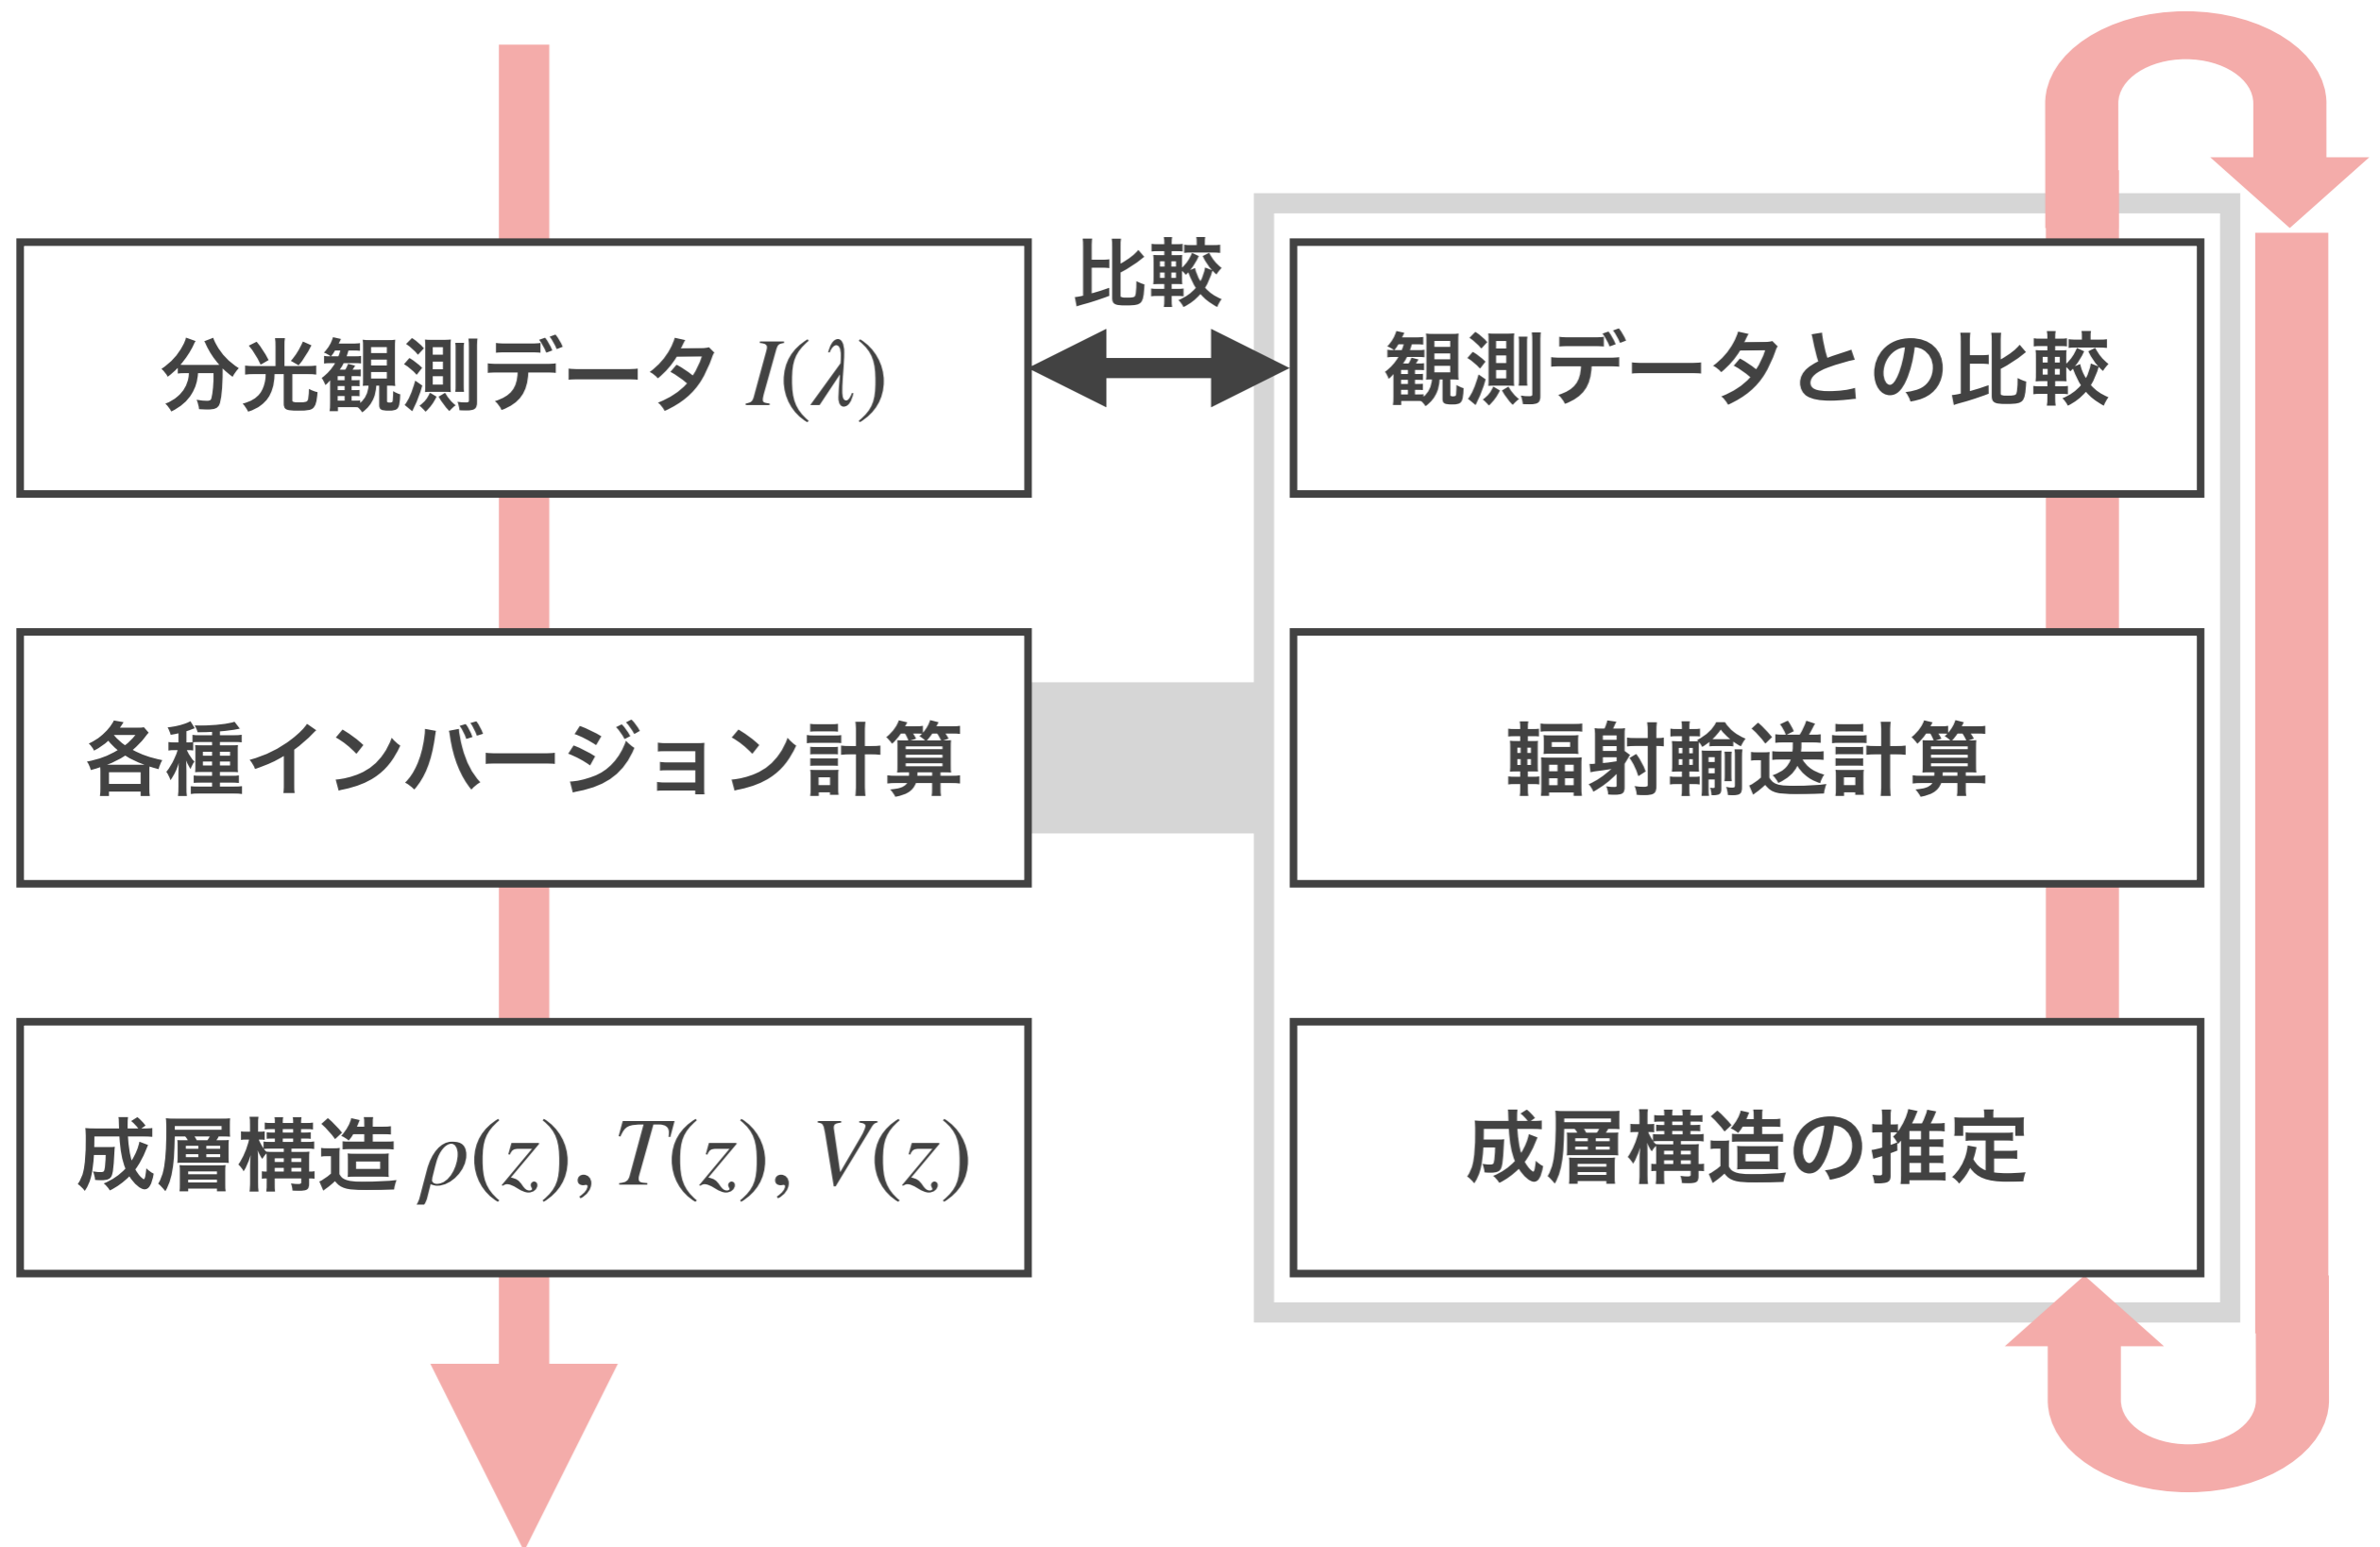 比較
分光観測データ I(λ)
観測データとの比較
各種インバージョン計算
輻射輸送計算
成層構造 ρ(z), T(z), V(z)
成層構造の推定